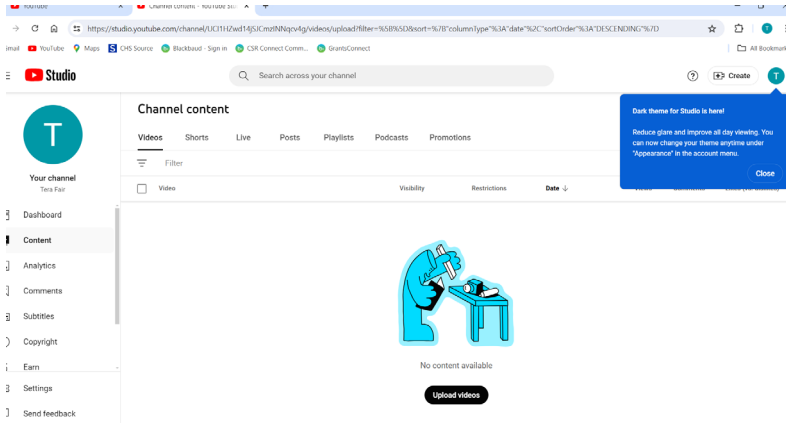 YouTube
Channel content - YouTube Stu
https://studio.youtube.com/channel/UCI1HZwd14jSJCmzINNqcv4g/videos/upload?filter=%5B%5D&sort=%7B"columnType"%3A"date"%2C"sortOrder"%3A"DESCENDING"%7D
T
Gmail YouTube Maps CHS Source Blackbaud - Sign in CSR Connect Comm... GrantsConnect All Bookmark
Studio
Search across your channel
Create
T
Dark theme for Studio is here!
Reduce glare and improve all day viewing. You
can now change your theme anytime under
"Appearance" in the account menu.
Close
T
Your channel
Tera Fair
Dashboard
Content
Analytics
Comments
Subtitles
Copyright
Earn
Settings
Send feedback
Channel content
Videos Shorts Live Posts Playlists Podcasts Promotions
Filter
Video Visibility Restrictions Date
No content available
Upload videos